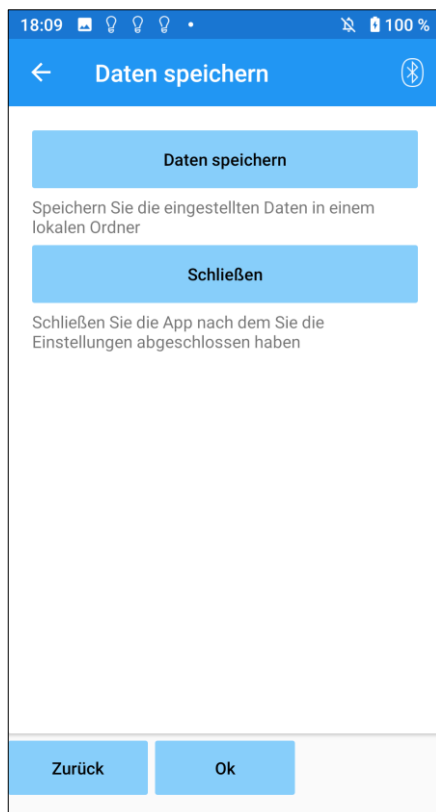 18:09 100 %
Daten speichern
Daten speichern
Speichern Sie die eingestellten Daten in einem
lokalen Ordner
Schließen
Schließen Sie die App nach dem Sie die
Einstellungen abgeschlossen haben
Zurück Ok